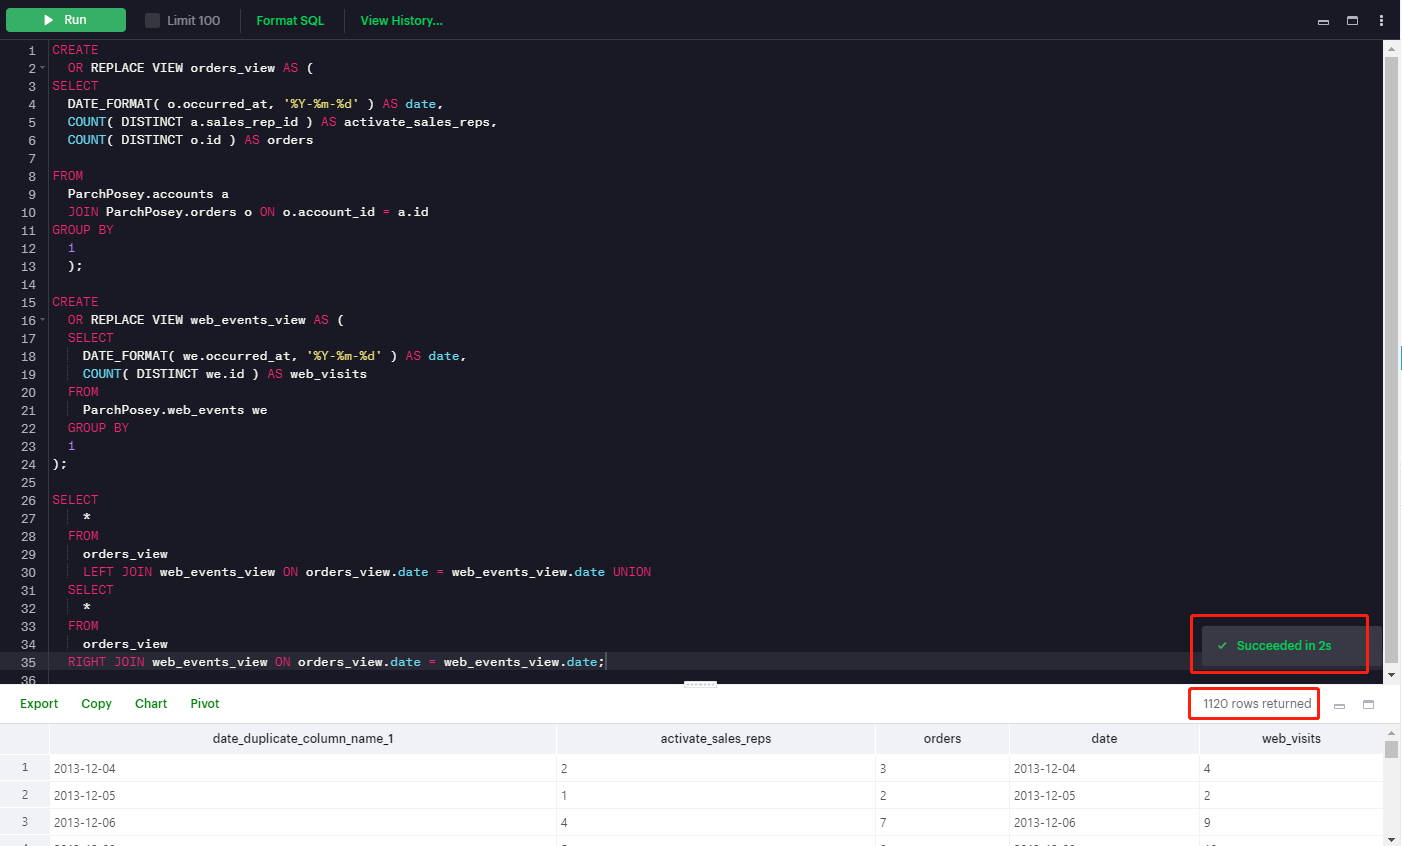 Run Limit 100 Format SQL View History...
1 CREATE
2 OR REPLACE VIEW orders_view AS (
3 SELECT
4 DATE_FORMAT( o.occurred_at, '%Y-%m-%d' ) AS date,
5 COUNT( DISTINCT a.sales_rep_id ) AS activate_sales_reps,
6 COUNT( DISTINCT o.id ) AS orders
7
8 FROM
9 ParchPosey.accounts a
10 JOIN ParchPosey.orders o ON o.account_id = a.id
11 GROUP BY
12 1
13 );
14
15 CREATE
16 OR REPLACE VIEW web_events_view AS (
17 SELECT
18 DATE_FORMAT( we.occurred_at, '%Y-%m-%d' ) AS date,
19 COUNT( DISTINCT we.id ) AS web_visits
20 FROM
21 ParchPosey.web_events we
22 GROUP BY
23 1
24 );
25
26 SELECT
27 *
28 FROM
29 orders_view
30 LEFT JOIN web_events_view ON orders_view.date = web_events_view.date UNION
31 SELECT
32 *
33 FROM
34 orders_view
35 RIGHT JOIN web_events_view ON orders_view.date = web_events_view.date;
36
Succeeded in 2s
Export Copy Chart Pivot 1120 rows returned
date_duplicate_column_name_1 activate_sales_reps orders date web_visits
1 2013-12-04 2 3 2013-12-04 4
2 2013-12-05 1 2 2013-12-05 2
3 2013-12-06 4 7 2013-12-06 9